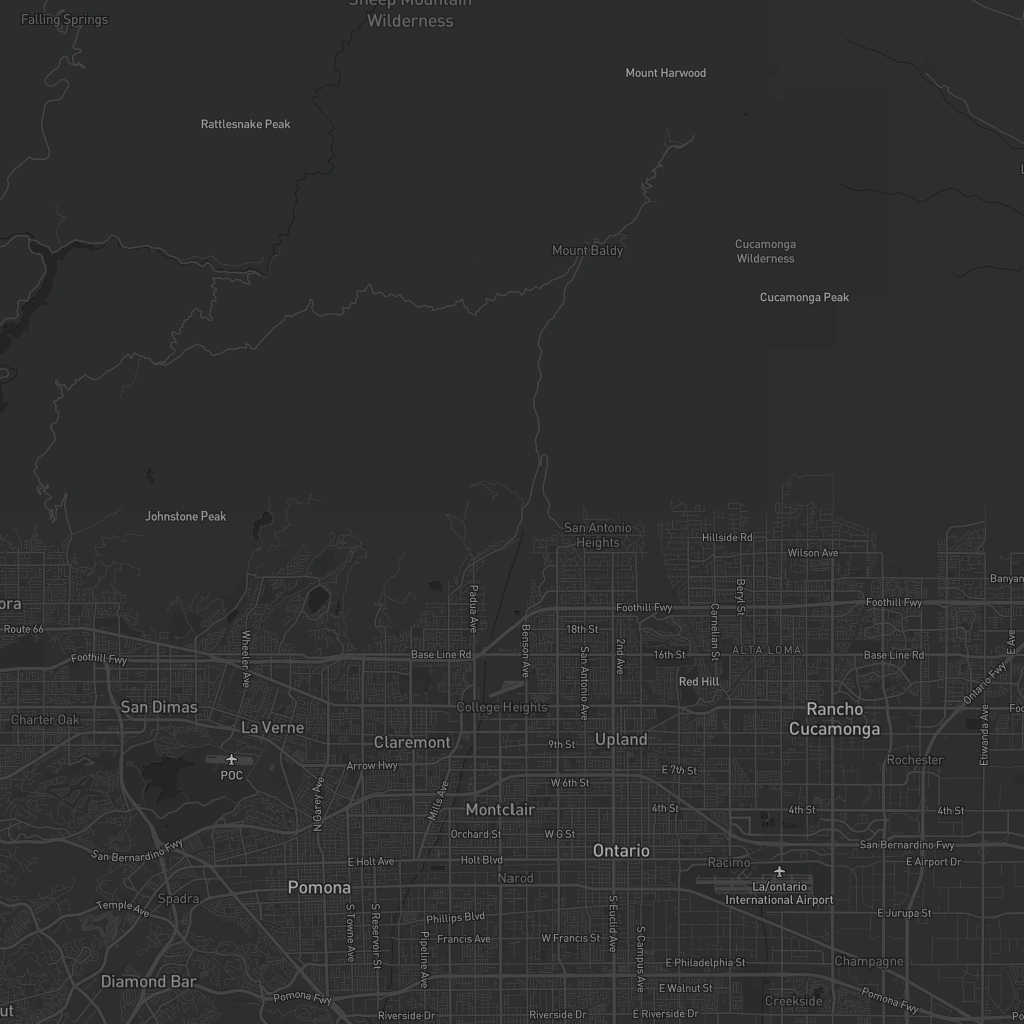 Sheep Mountain
Wilderness
Falling Springs
Mount Harwood
Rattlesnake Peak
Mount Baldy
Cucamonga
Wilderness
Cucamonga Peak
Johnstone Peak
San Antonio
Heights
Hillside Rd
Wilson Ave
Banyan
Beryl St
Padua Ave
ora
Foothill Fwy
Foothill Fwy
Carnelian St
Route 66
18th St
Benson Ave
2nd Ave
E Ave
Wheeler Ave
Foothill Fwy
Base Line Rd
San Antonio Ave
16th St
ALTA LOMA
Base Line Rd
Red Hill
Ontario Fwy
San Dimas
College Heights
Rancho
Cucamonga
Foo
Charter Oak
La Verne
Etiwanda Ave
Claremont
9th St
Upland
Rochester
POC
Arrow Hwy
E 7th St
W 6th St
N Garey Ave
Mills Ave
Montclair
4th St
4th St
4th St
Orchard St
W G St
San Bernardino Fwy
San Bernardino Fwy
Ontario
E Holt Ave
Holt Blvd
Racimo
E Airport Dr
Narod
Pomona
La/ontario
International Airport
Spadra
Temple Ave
E Jurupa St
S Towne Ave
S Reservoir St
Phillips Blvd
S Euclid Ave
Francis Ave
W Francis St
S Campus Ave
Pipeline Ave
E Philadelphia St
Champagne
Diamond Bar
E Walnut St
Pomona Fwy
Pomona Fwy
Creekside
ut
Riverside Dr
Riverside Dr
E Riverside Dr
Po